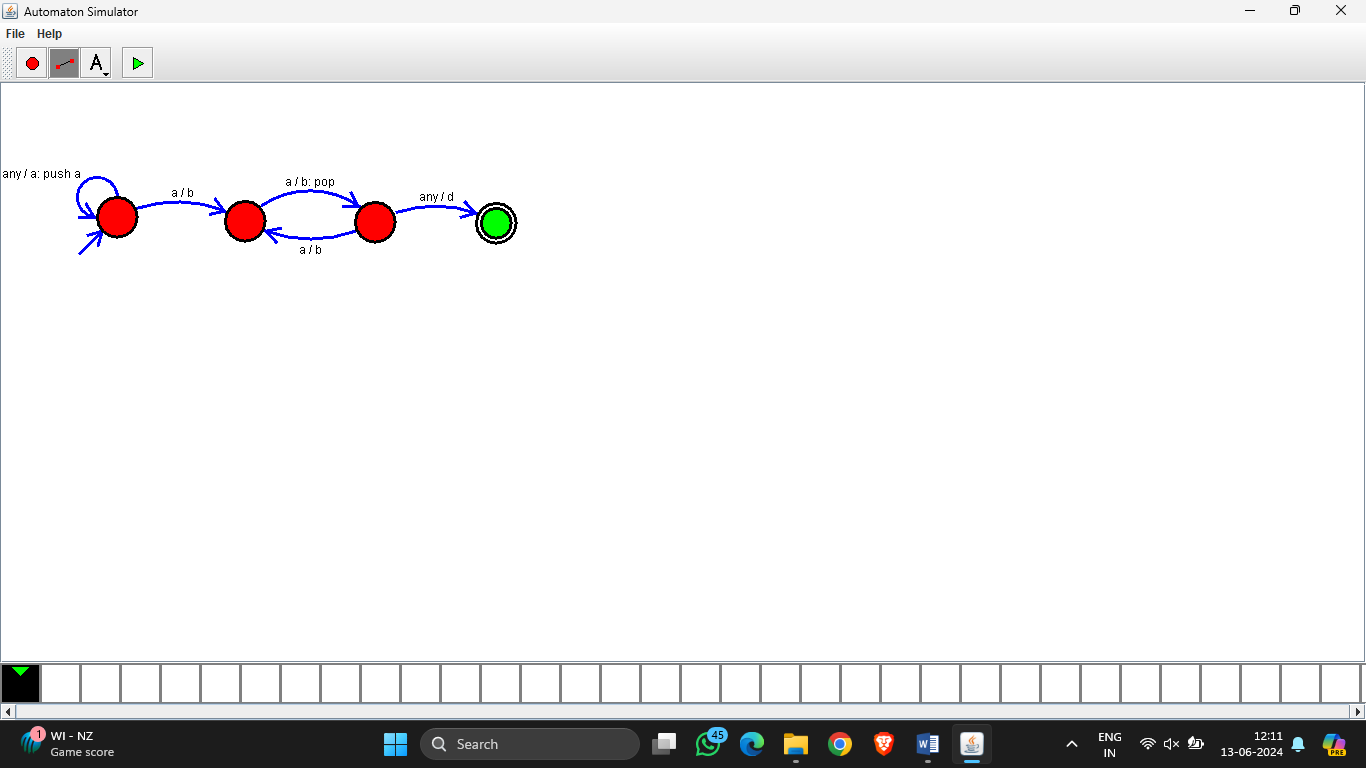 Automaton Simulator
File Help
A
any / a: push a
a / b
a / b: pop
any / d
a / b
1
WI - NZ
Game score
Search
45
ENG
IN
12:11
13-06-2024
PRE